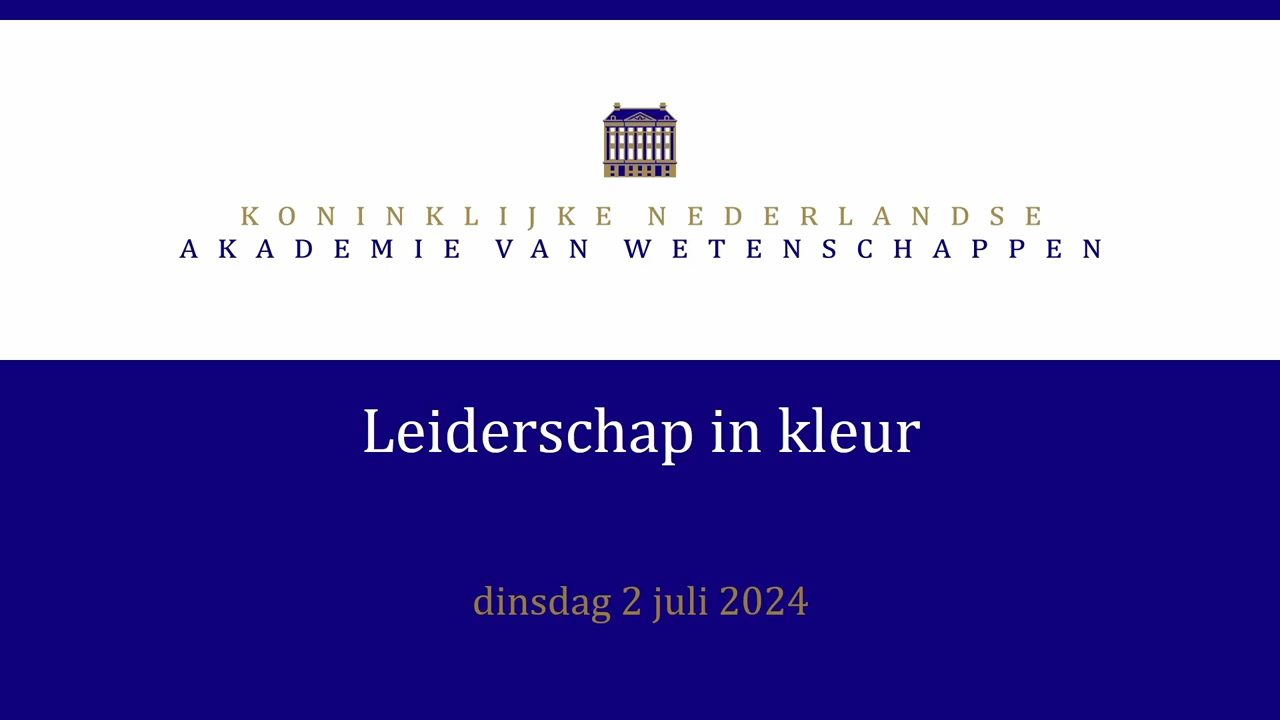 KONINKLIJKE NEDERLANDSE
AKADEMIE VAN WETENSCHAPPEN
Leiderschap in kleur
dinsdag 2 juli 2024